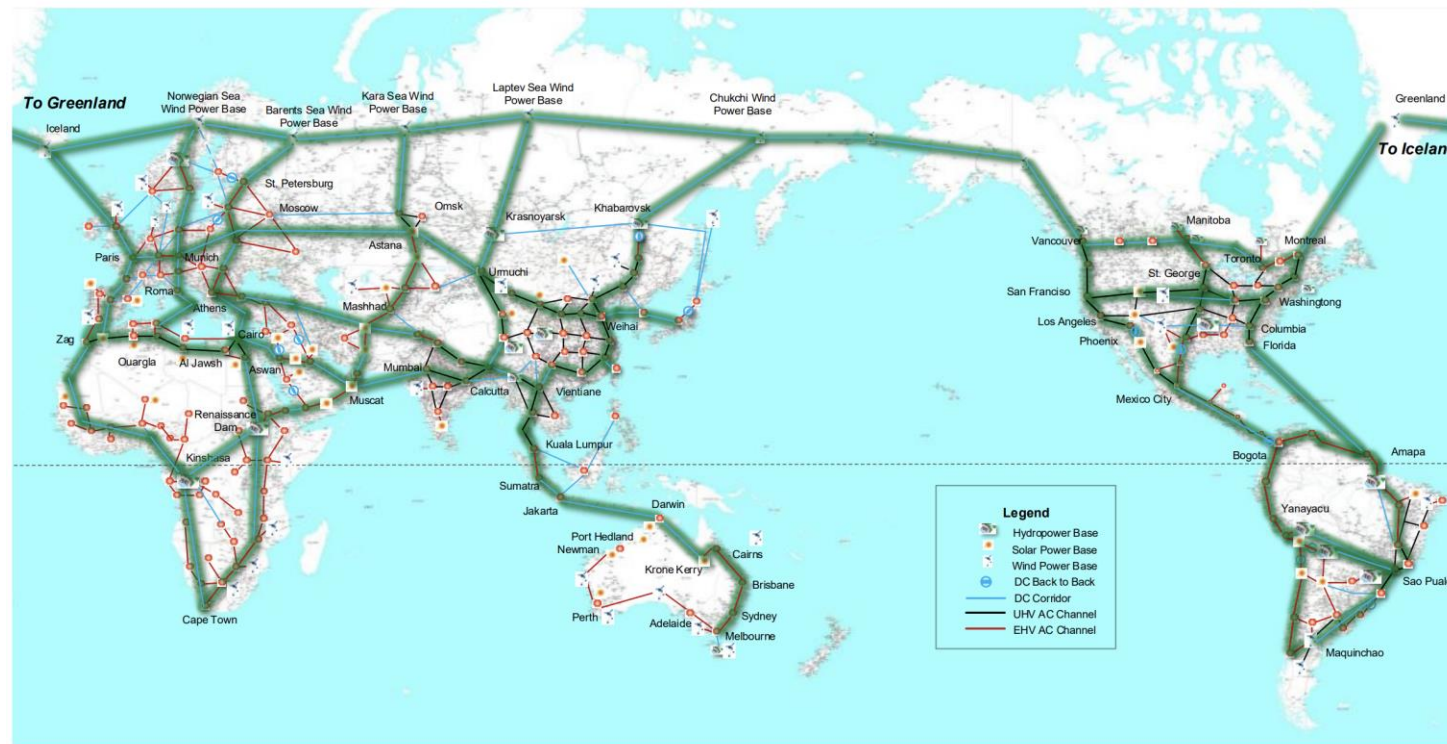 To Greenland
Iceland
Norwegian Sea
Wind Power Base
Barents Sea Wind
Power Base
Kara Sea Wind
Power Base
Laptev Sea Wind
Power Base
Chukchi Wind
Power Base
Greenland
To Icelan
St. Petersburg
Moscow
Omsk
Krasnoyarsk
Khabarovsk
Astana
Paris
Munich
Urmuchi
Roma
Athens
Mashhad
Weihai
Zag
Cairo
Ouargla
Al Jawsh
Aswan
Mumbai
Calcutta
Vientiane
Muscat
Renaissance
Dam
Kinshasa
Kuala Lumpur
Sumatra
Jakarta
Darwin
Port Hedland
Newman
Krone Kerry
Cairns
Brisbane
Perth
Adelaide
Sydney
Melbourne
Cape Town
Vancouver
Manitoba
Montreal
Toronto
St. George
San Franciso
Washingtong
Los Angeles
Phoenix
Columbia
Florida
Mexico City
Bogota
Amapa
Yanayacu
Sao Pualo
Maquinchao
Legend
Hydropower Base
Solar Power Base
Wind Power Base
DC Back to Back
DC Corridor
UHV AC Channel
EHV AC Channel